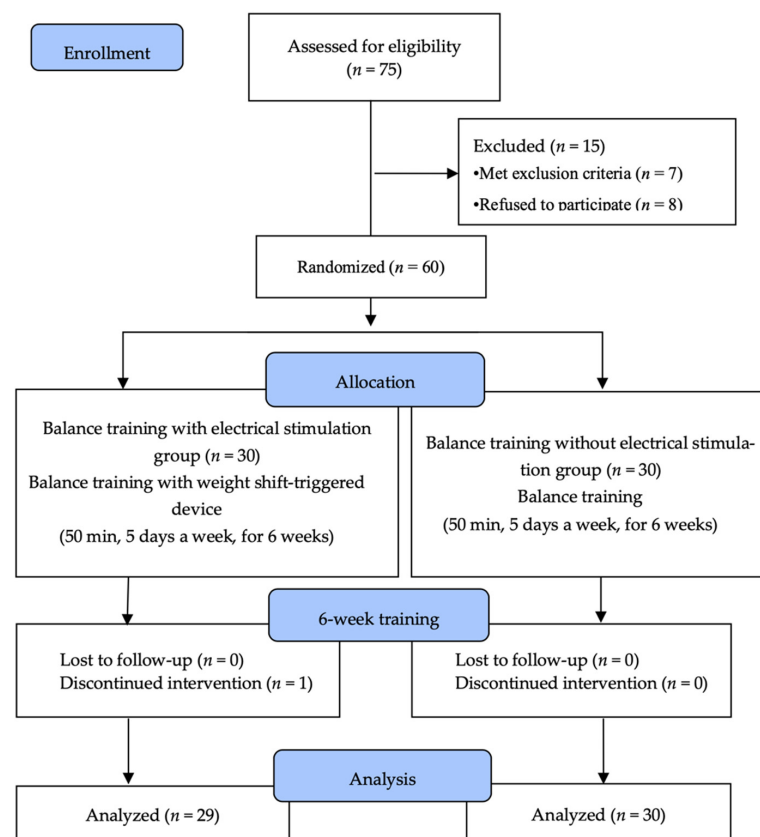 Enrollment
Assessed for eligibility
(n = 75)
Excluded (n = 15)
•Met exclusion criteria (n = 7)
•Refused to participate (n = 8)
Randomized (n = 60)
Allocation
Balance training with electrical stimulation
group (n = 30)
Balance training with weight shift-triggered
device
(50 min, 5 days a week, for 6 weeks)
Balance training without electrical stimula-
tion group (n = 30)
Balance training
(50 min, 5 days a week, for 6 weeks)
6-week training
Lost to follow-up (n = 0)
Discontinued intervention (n = 1)
Lost to follow-up (n = 0)
Discontinued intervention (n = 0)
Analysis
Analyzed (n = 29)
Analyzed (n = 30)